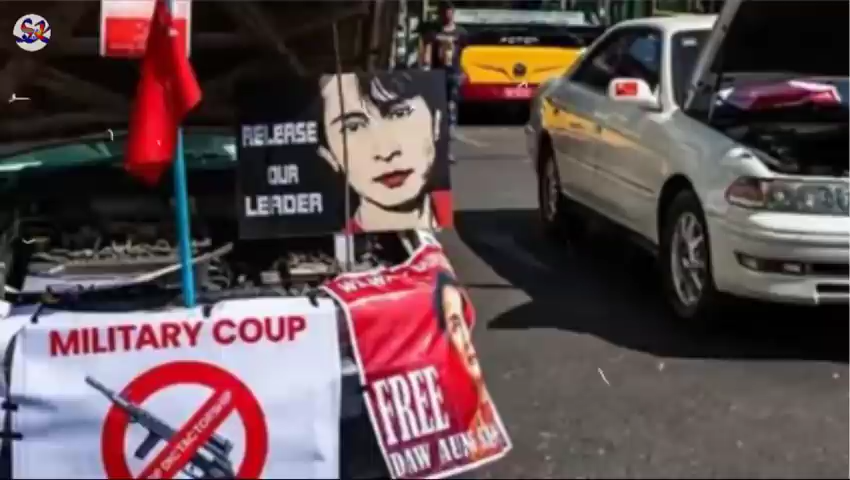 RELEASE
OUR
LEADER
MILITARY COUP
FREE
DAW AUN